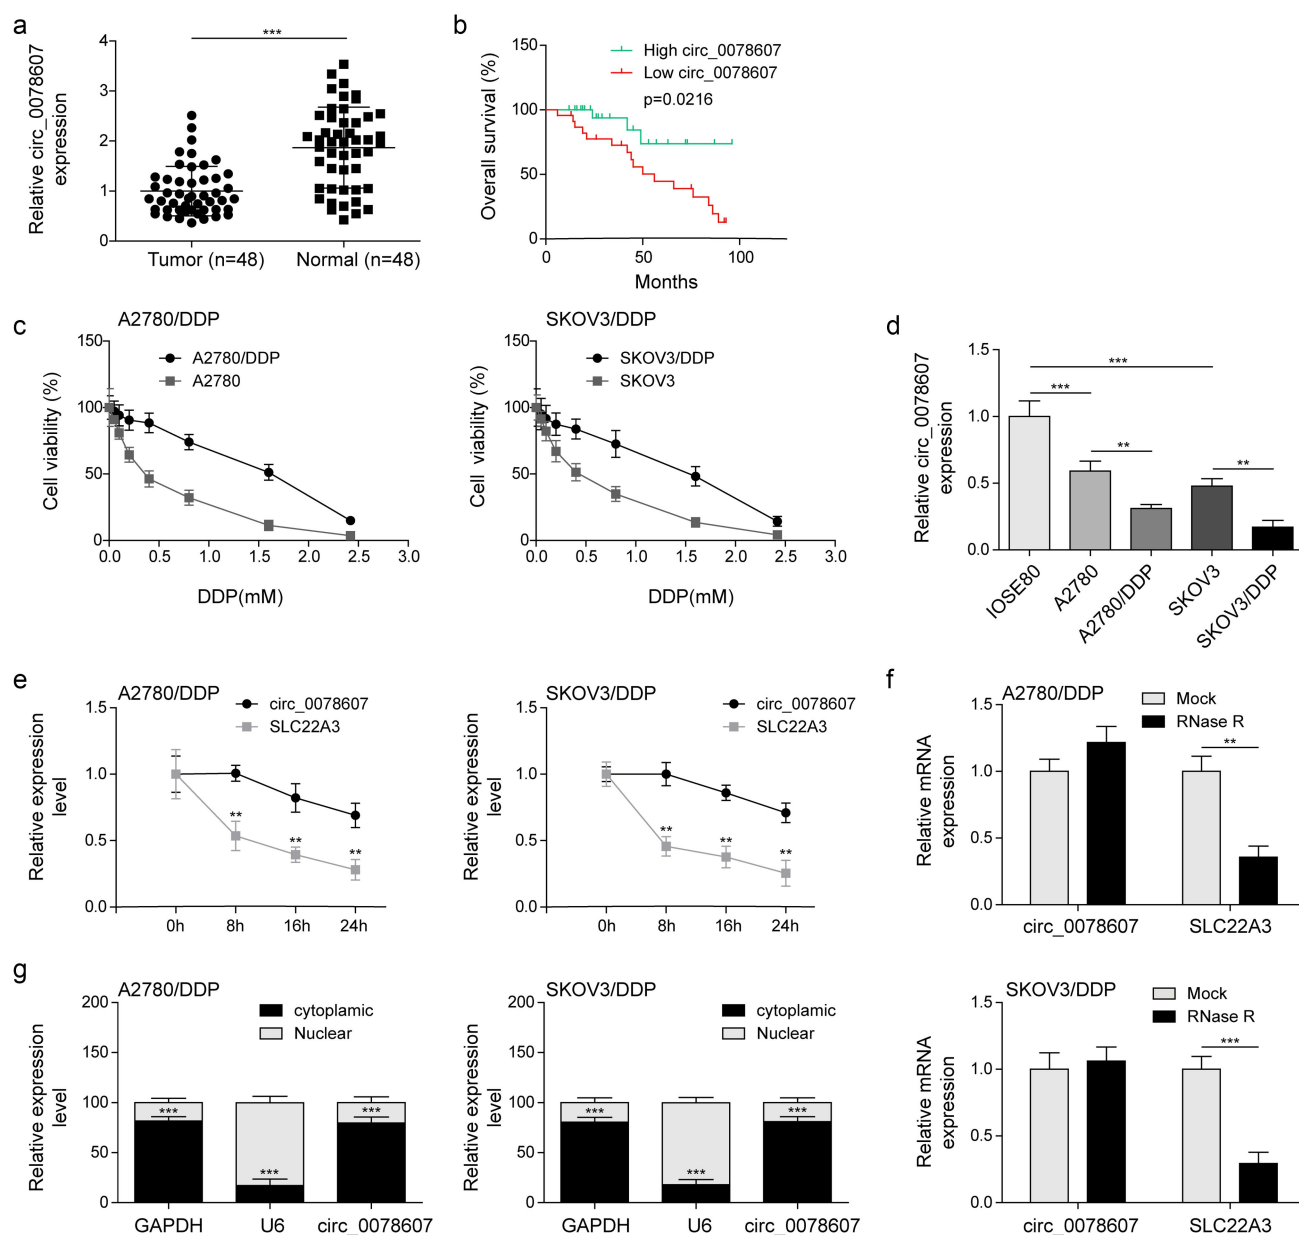 a
Relative circ_0078607
expression
4
3
2
1
0
***
Tumor (n=48)
Normal (n=48)
b
Overall survival (%)
150
100
50
0
High circ_0078607
Low circ_0078607
p=0.0216
0
50
100
Months
c
A2780/DDP
Cell viability (%)
150
100
50
0
A2780/DDP
A2780
0.0
0.5
1.0
1.5
2.0
2.5
3.0
DDP(mM)
SKOV3/DDP
Cell viability (%)
150
100
50
0
SKOV3/DDP
SKOV3
0.0
0.5
1.0
1.5
2.0
2.5
3.0
DDP(mM)
d
Relative circ_0078607
expression
1.5
1.0
0.5
0.0
***
***
**
**
IOSE80
A2780
A2780/DDP
SKOV3
SKOV3/DDP
e
A2780/DDP
Relative expression
level
1.5
1.0
0.5
0.0
circ_0078607
SLC22A3
**
**
**
0h
8h
16h
24h
SKOV3/DDP
Relative expression
level
1.5
1.0
0.5
0.0
circ_0078607
SLC22A3
**
**
**
0h
8h
16h
24h
f
A2780/DDP
Relative mRNA
expression
1.5
1.0
0.5
0.0
Mock
RNase R
**
circ_0078607
SLC22A3
SKOV3/DDP
Relative mRNA
expression
1.5
1.0
0.5
0.0
Mock
RNase R
***
circ_0078607
SLC22A3
g
A2780/DDP
Relative expression
level
200
150
100
50
0
cytoplamic
Nuclear
***
***
***
GAPDH
U6
circ_0078607
SKOV3/DDP
Relative expression
level
200
150
100
50
0
cytoplamic
Nuclear
***
***
***
GAPDH
U6
circ_0078607